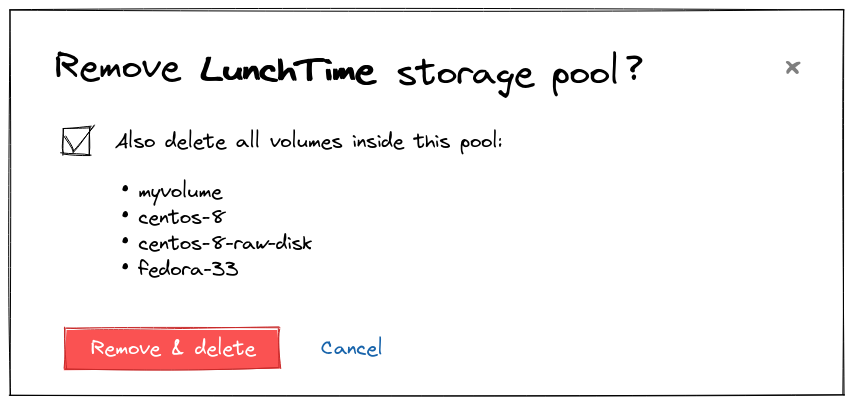 Remove LunchTime storage pool?
Also delete all volumes inside this pool:
• myvolume
• centos-8
• centos-8-raw-disk
• fedora-33
Remove & delete
Cancel